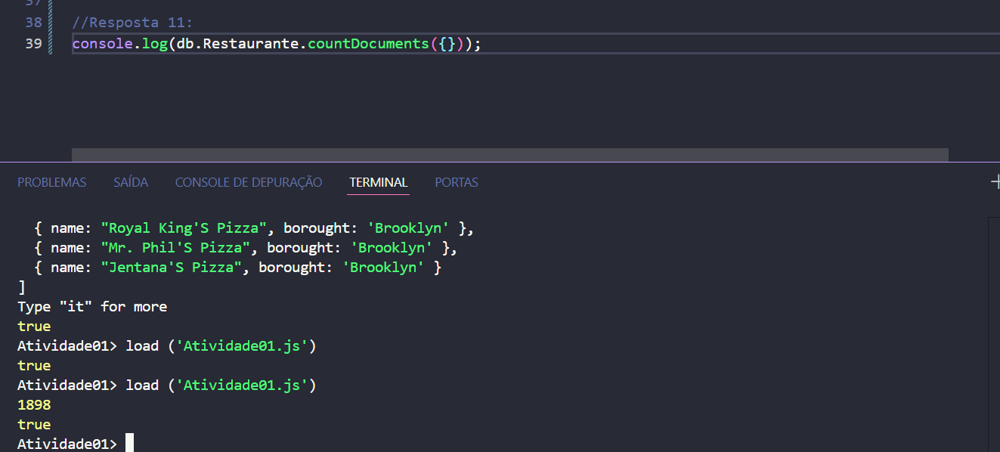 37
38 //Resposta 11:
39 console.log(db.Restaurante.countDocuments({}));
PROBLEMAS SAÍDA CONSOLE DE DEPURAÇÃO TERMINAL PORTAS
{ name: "Royal King'S Pizza", borought: 'Brooklyn' },
{ name: "Mr. Phil'S Pizza", borought: 'Brooklyn' },
{ name: "Jentana'S Pizza", borought: 'Brooklyn' }
]
Type "it" for more
true
Atividade01> load ('Atividade01.js')
true
Atividade01> load ('Atividade01.js')
1898
true
Atividade01>